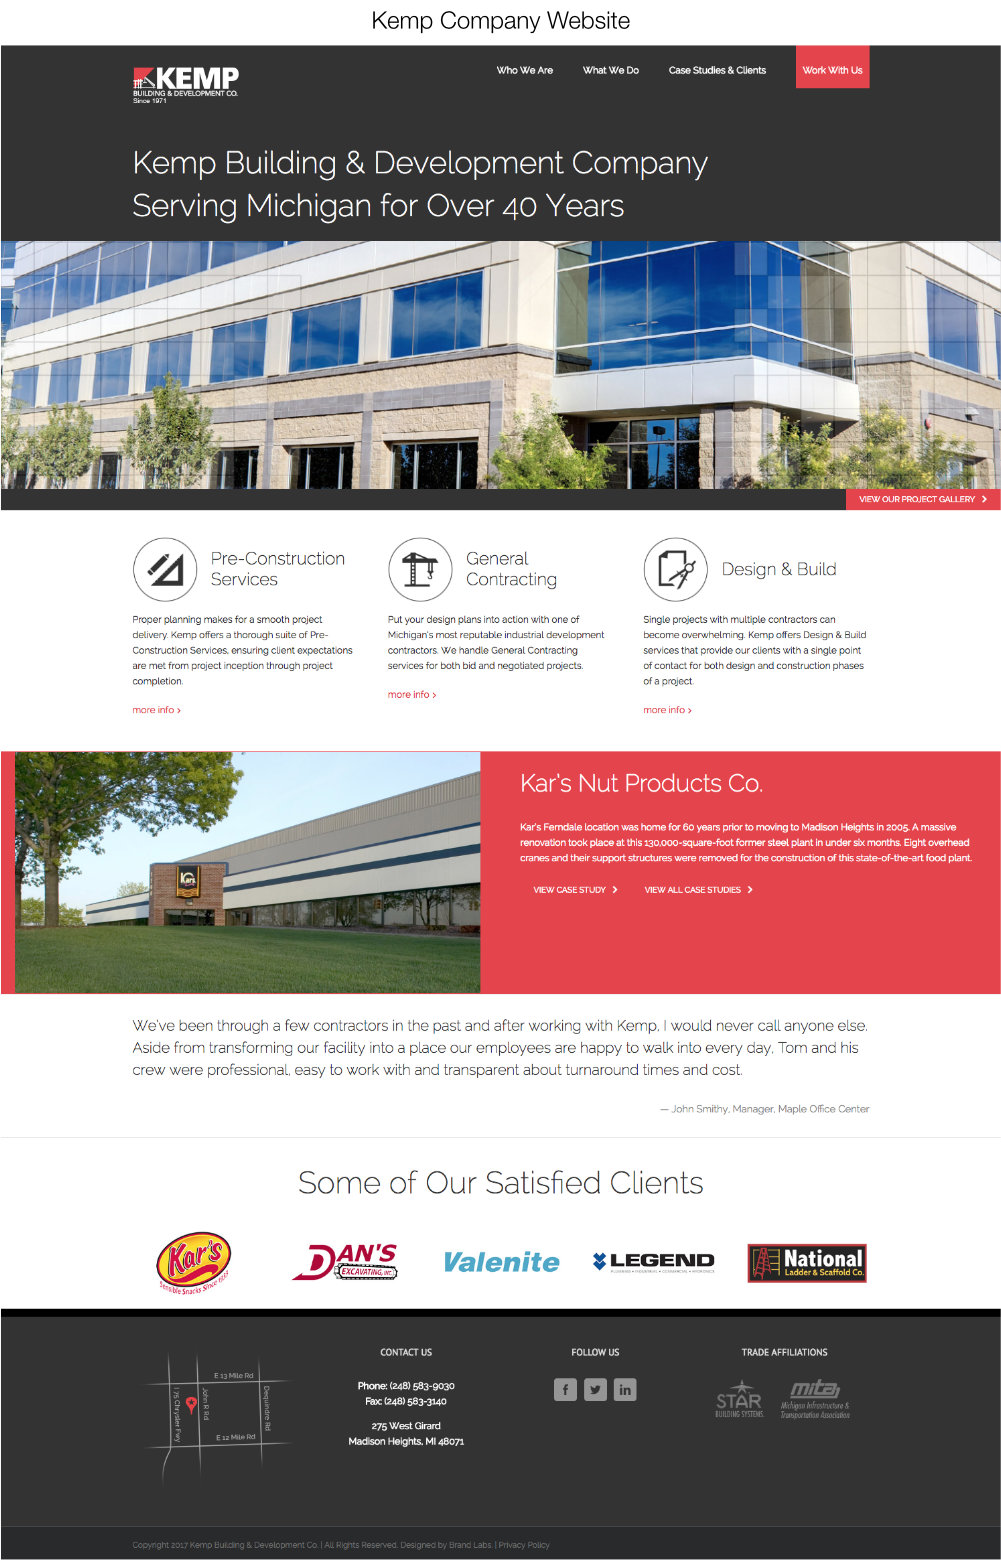 Kemp Company Website
KEMP
BUILDING & DEVELOPMENT CO.
Since 1971
Who We Are
What We Do
Case Studies & Clients
Work With Us
Kemp Building & Development Company
Serving Michigan for Over 40 Years
VIEW OUR PROJECT GALLERY
Pre-Construction
Services
Proper planning makes for a smooth project
delivery. Kemp offers a thorough suite of Pre-
Construction Services, ensuring client expectations
are met from project inception through project
completion.
more info >
General
Contracting
Put your design plans into action with one of
Michigan's most reputable industrial development
contractors. We handle General Contracting
services for both bid and negotiated projects.
more info >
Design & Build
Single projects with multiple contractors can
become overwhelming. Kemp offers Design & Build
services that provide our clients with a single point
of contact for both design and construction phases
of a project.
more info >
Kar's
Kar's Nut Products Co.
Kar's Ferndale location was home for 60 years prior to moving to Madison Heights in 2005. A massive
renovation took place at this 130,000-square-foot former steel plant in under six months. Eight overhead
cranes and their support structures were removed for the construction of this state-of-the-art food plant.
VIEW CASE STUDY >
VIEW ALL CASE STUDIES >
We've been through a few contractors in the past and after working with Kemp, I would never call anyone else.
Aside from transforming our facility into a place our employees are happy to walk into every day, Tom and his
crew were professional, easy to work with and transparent about turnaround times and cost.
— John Smithy, Manager, Maple Office Center
Some of Our Satisfied Clients
Kar's
Sensible Snacks Since 1933
DAN'S
EXCAVATING, INC.
Valenite
LEGEND
National
Ladder & Scaffold Co.
E 13 Mile Rd
I 75 Chrysler Fwy
John R Rd
Dequindre Rd
E 12 Mile Rd
CONTACT US
Phone: (248) 583-9030
Fax: (248) 583-3140
275 West Girard
Madison Heights, MI 48071
FOLLOW US
f
in
TRADE AFFILIATIONS
STAR
BUILDING SYSTEMS
mita
Michigan Infrastructure &
Transportation Association
Copyright 2017 Kemp Building & Development Co. | All Rights Reserved. Designed by Brand Labs. | Privacy Policy